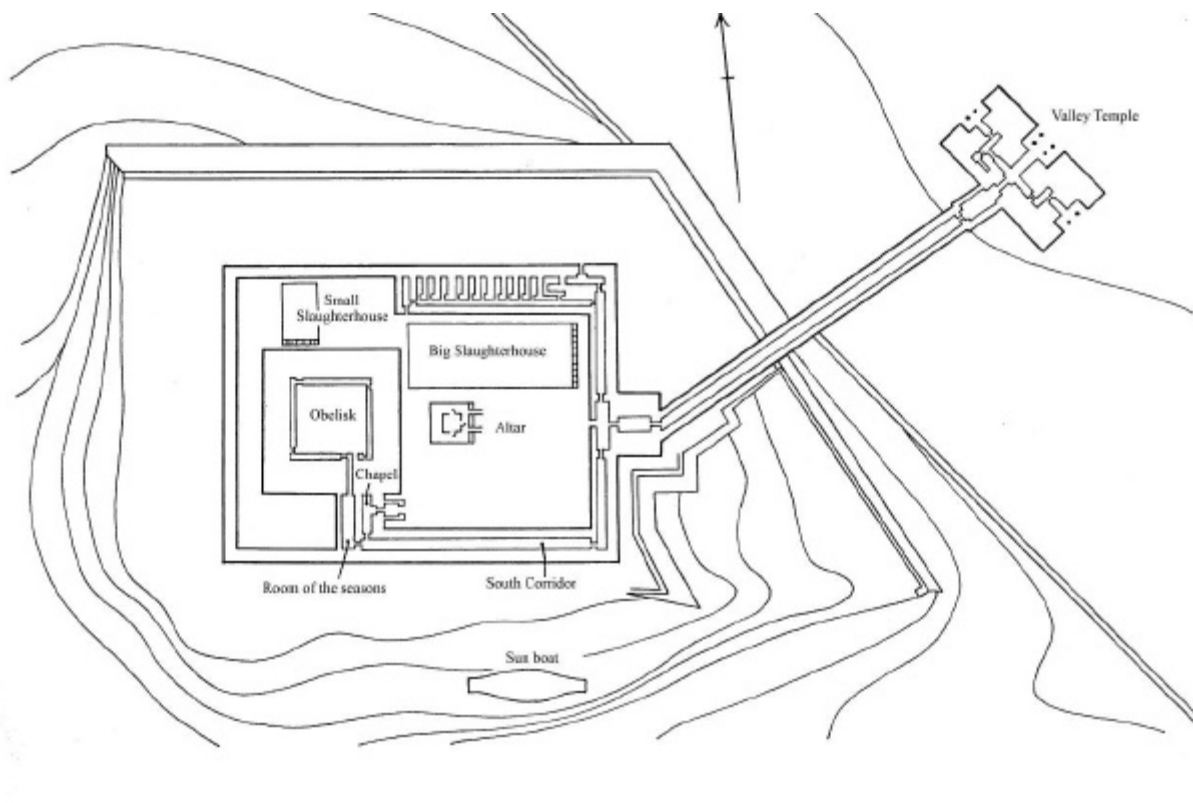 Valley Temple
Small
Slaughterhouse
Big Slaughterhouse
Obelisk
Altar
Chapel
Room of the seasons
South Corridor
Sun boat